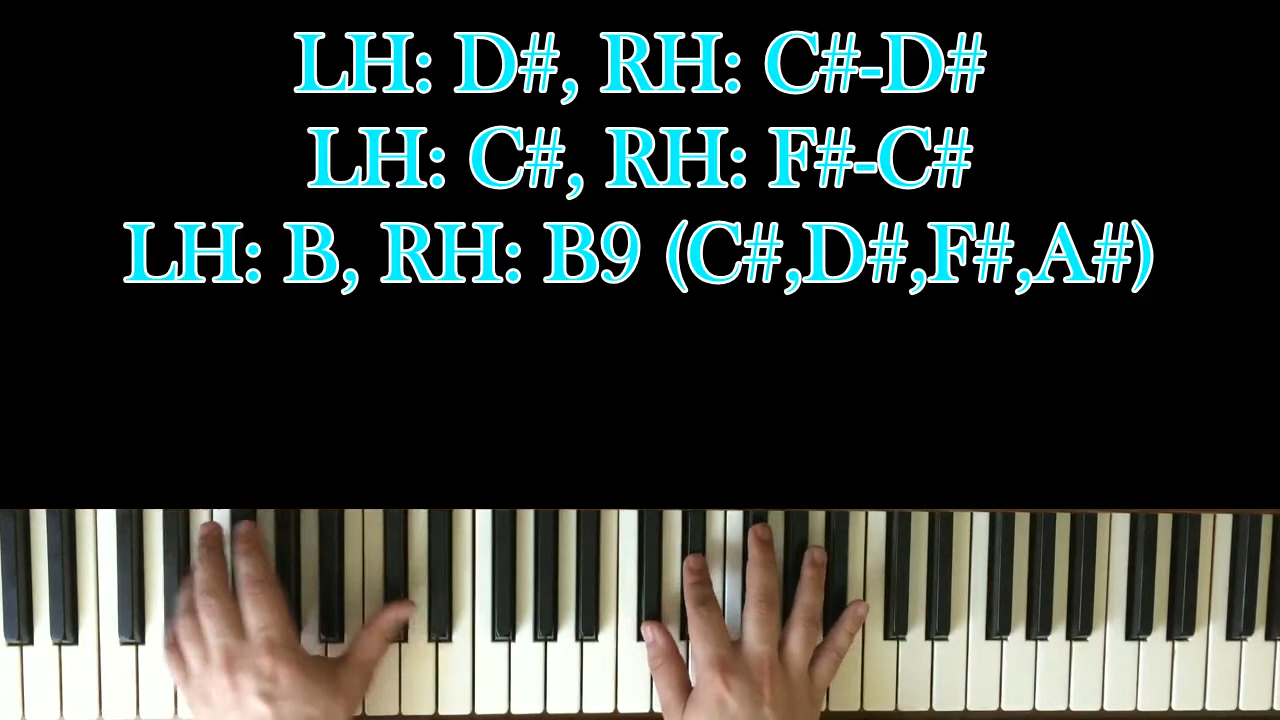 LH: D#, RH: C#-D#
LH: C#, RH: F#-C#
LH: B, RH: B9 (C#,D#,F#,A#)